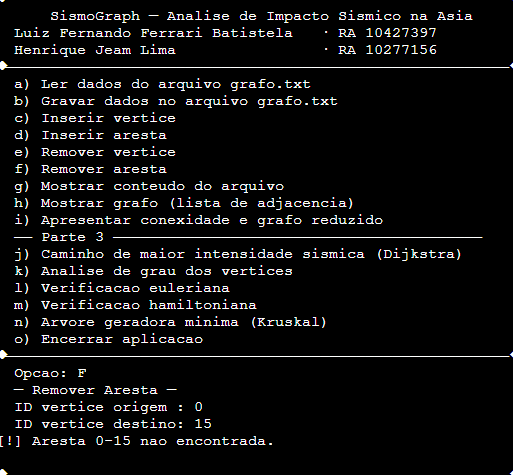 SismoGraph — Analise de Impacto Sismico na Asia
Luiz Fernando Ferrari Batistela · RA 10427397
Henrique Jeam Lima · RA 10277156
a) Ler dados do arquivo grafo.txt
b) Gravar dados no arquivo grafo.txt
c) Inserir vertice
d) Inserir aresta
e) Remover vertice
f) Remover aresta
g) Mostrar conteudo do arquivo
h) Mostrar grafo (lista de adjacencia)
i) Apresentar conexidade e grafo reduzido
── Parte 3 ──
j) Caminho de maior intensidade sismica (Dijkstra)
k) Analise de grau dos vertices
l) Verificacao euleriana
m) Verificacao hamiltoniana
n) Arvore geradora minima (Kruskal)
o) Encerrar aplicacao
Opcao: F
— Remover Aresta —
ID vertice origem : 0
ID vertice destino: 15
[!] Aresta 0-15 nao encontrada.